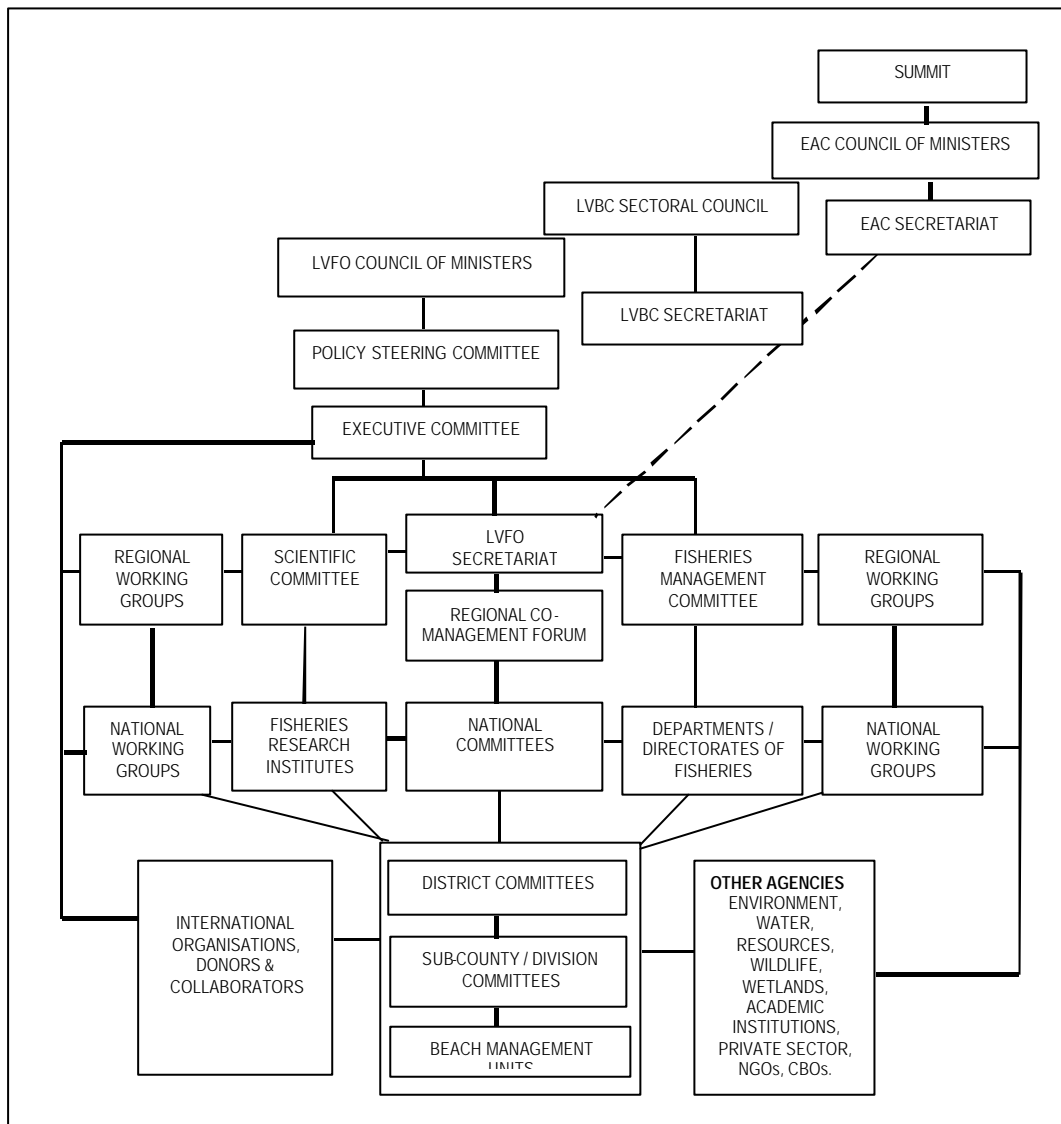 SUMMIT
EAC COUNCIL OF MINISTERS
LVBC SECTORAL COUNCIL
EAC SECRETARIAT
LVFO COUNCIL OF MINISTERS
LVBC SECRETARIAT
POLICY STEERING COMMITTEE
EXECUTIVE COMMITTEE
REGIONAL
WORKING
GROUPS
SCIENTIFIC
COMMITTEE
LVFO
SECRETARIAT
FISHERIES
MANAGEMENT
COMMITTEE
REGIONAL
WORKING
GROUPS
REGIONAL CO-
MANAGEMENT FORUM
NATIONAL
WORKING
GROUPS
FISHERIES
RESEARCH
INSTITUTES
NATIONAL
COMMITTEES
DEPARTMENTS /
DIRECTORATES OF
FISHERIES
NATIONAL
WORKING
GROUPS
INTERNATIONAL
ORGANISATIONS,
DONORS &
COLLABORATORS
DISTRICT COMMITTEES
SUB-COUNTY / DIVISION
COMMITTEES
BEACH MANAGEMENT
UNITS
OTHER AGENCIES
ENVIRONMENT,
WATER,
RESOURCES,
WILDLIFE,
WETLANDS,
ACADEMIC
INSTITUTIONS,
PRIVATE SECTOR,
NGOs, CBOs.